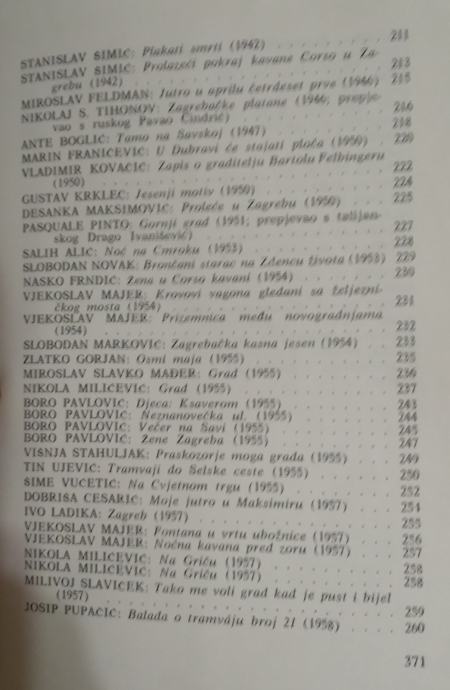 STANISLAV SIMIĆ: Plakati smrti (1942) . . . . . . . . 211
STANISLAV SIMIĆ: Prolazeći pokraj kavane Corso u Za-
grebu (1942) . . . . . . . . 213
MIROSLAV FELDMAN: Jutro u aprilu četrdeset prve (1946) 215
NIKOLAJ S. TIHONOV: Zagrebačke platane (1946; prepje-
vao s ruskog Pavao Cindrić) . . . . . . . . 216
ANTE BOGLIĆ: Tamo na Savskoj (1947) . . . . . . . . 218
MARIN FRANIČEVIĆ: U Dubravi će stajati ploča (1950) . . 220
VLADIMIR KOVAČIĆ: Zapis o graditelju Bartolu Felbingeru
(1950) . . . . . . . . 222
GUSTAV KRKLEC: Jesenji motiv (1950) . . . . . . . . 224
DESANKA MAKSIMOVIĆ: Proleće u Zagrebu (1950) . . . . 225
PASQUALE PINTO: Gornji grad (1951; prepjevao s talijan-
skog Drago Ivanišević) . . . . . . . . 227
SALIH ALIĆ: Noć na Cmroku (1953) . . . . . . . . 228
SLOBODAN NOVAK: Brončani starac na Zdencu života (1953) 229
NASKO FRNDIĆ: Žena u Corso kavani (1954) . . . . . . 230
VJEKOSLAV MAJER: Krovovi vagona gledani sa željezni-
čkog mosta (1954) . . . . . . . . 231
VJEKOSLAV MAJER: Prizemnica među novogradnjama
(1954) . . . . . . . . 232
SLOBODAN MARKOVIĆ: Zagrebačka kasna jesen (1954) . . 233
ZLATKO GORJAN: Osmi maja (1955) . . . . . . . . 235
MIROSLAV SLAVKO MAĐER: Grad (1955) . . . . . . . . 236
NIKOLA MILIĆEVIĆ: Grad (1955) . . . . . . . . 237
BORO PAVLOVIĆ: Djeca: Ksaverom (1955) . . . . . . . . 243
BORO PAVLOVIĆ: Neznanovečka ul. (1955) . . . . . . . . 244
BORO PAVLOVIĆ: Večer na Savi (1955) . . . . . . . . 245
BORO PAVLOVIĆ: Žene Zagreba (1955) . . . . . . . . 247
VIŠNJA STAHULJAK: Praskozorje moga grada (1955) . . . 249
TIN UJEVIĆ: Tramvaji do Selske ceste (1955) . . . . . . 250
ŠIME VUČETIĆ: Na Cvjetnom trgu (1955) . . . . . . . . 252
DOBRIŠA CESARIĆ: Moje jutro u Maksimiru (1957) . . . . 254
IVO LADIKA: Zagreb (1957) . . . . . . . . 255
VJEKOSLAV MAJER: Fontana u vrtu ubožnice (1957) . . . 256
VJEKOSLAV MAJER: Noćna kavana pred zoru (1957) . . . 257
NIKOLA MILIĆEVIĆ: Na Griču (1957) . . . . . . . . 258
NIKOLA MILIĆEVIĆ: Na Griču (1957) . . . . . . . . 258
MILIVOJ SLAVIČEK: Tako me voli grad kad je pust i bijel
(1957) . . . . . . . . 259
JOSIP PUPAČIĆ: Balada o tramvaju broj 21 (1958) . . . . 260
371